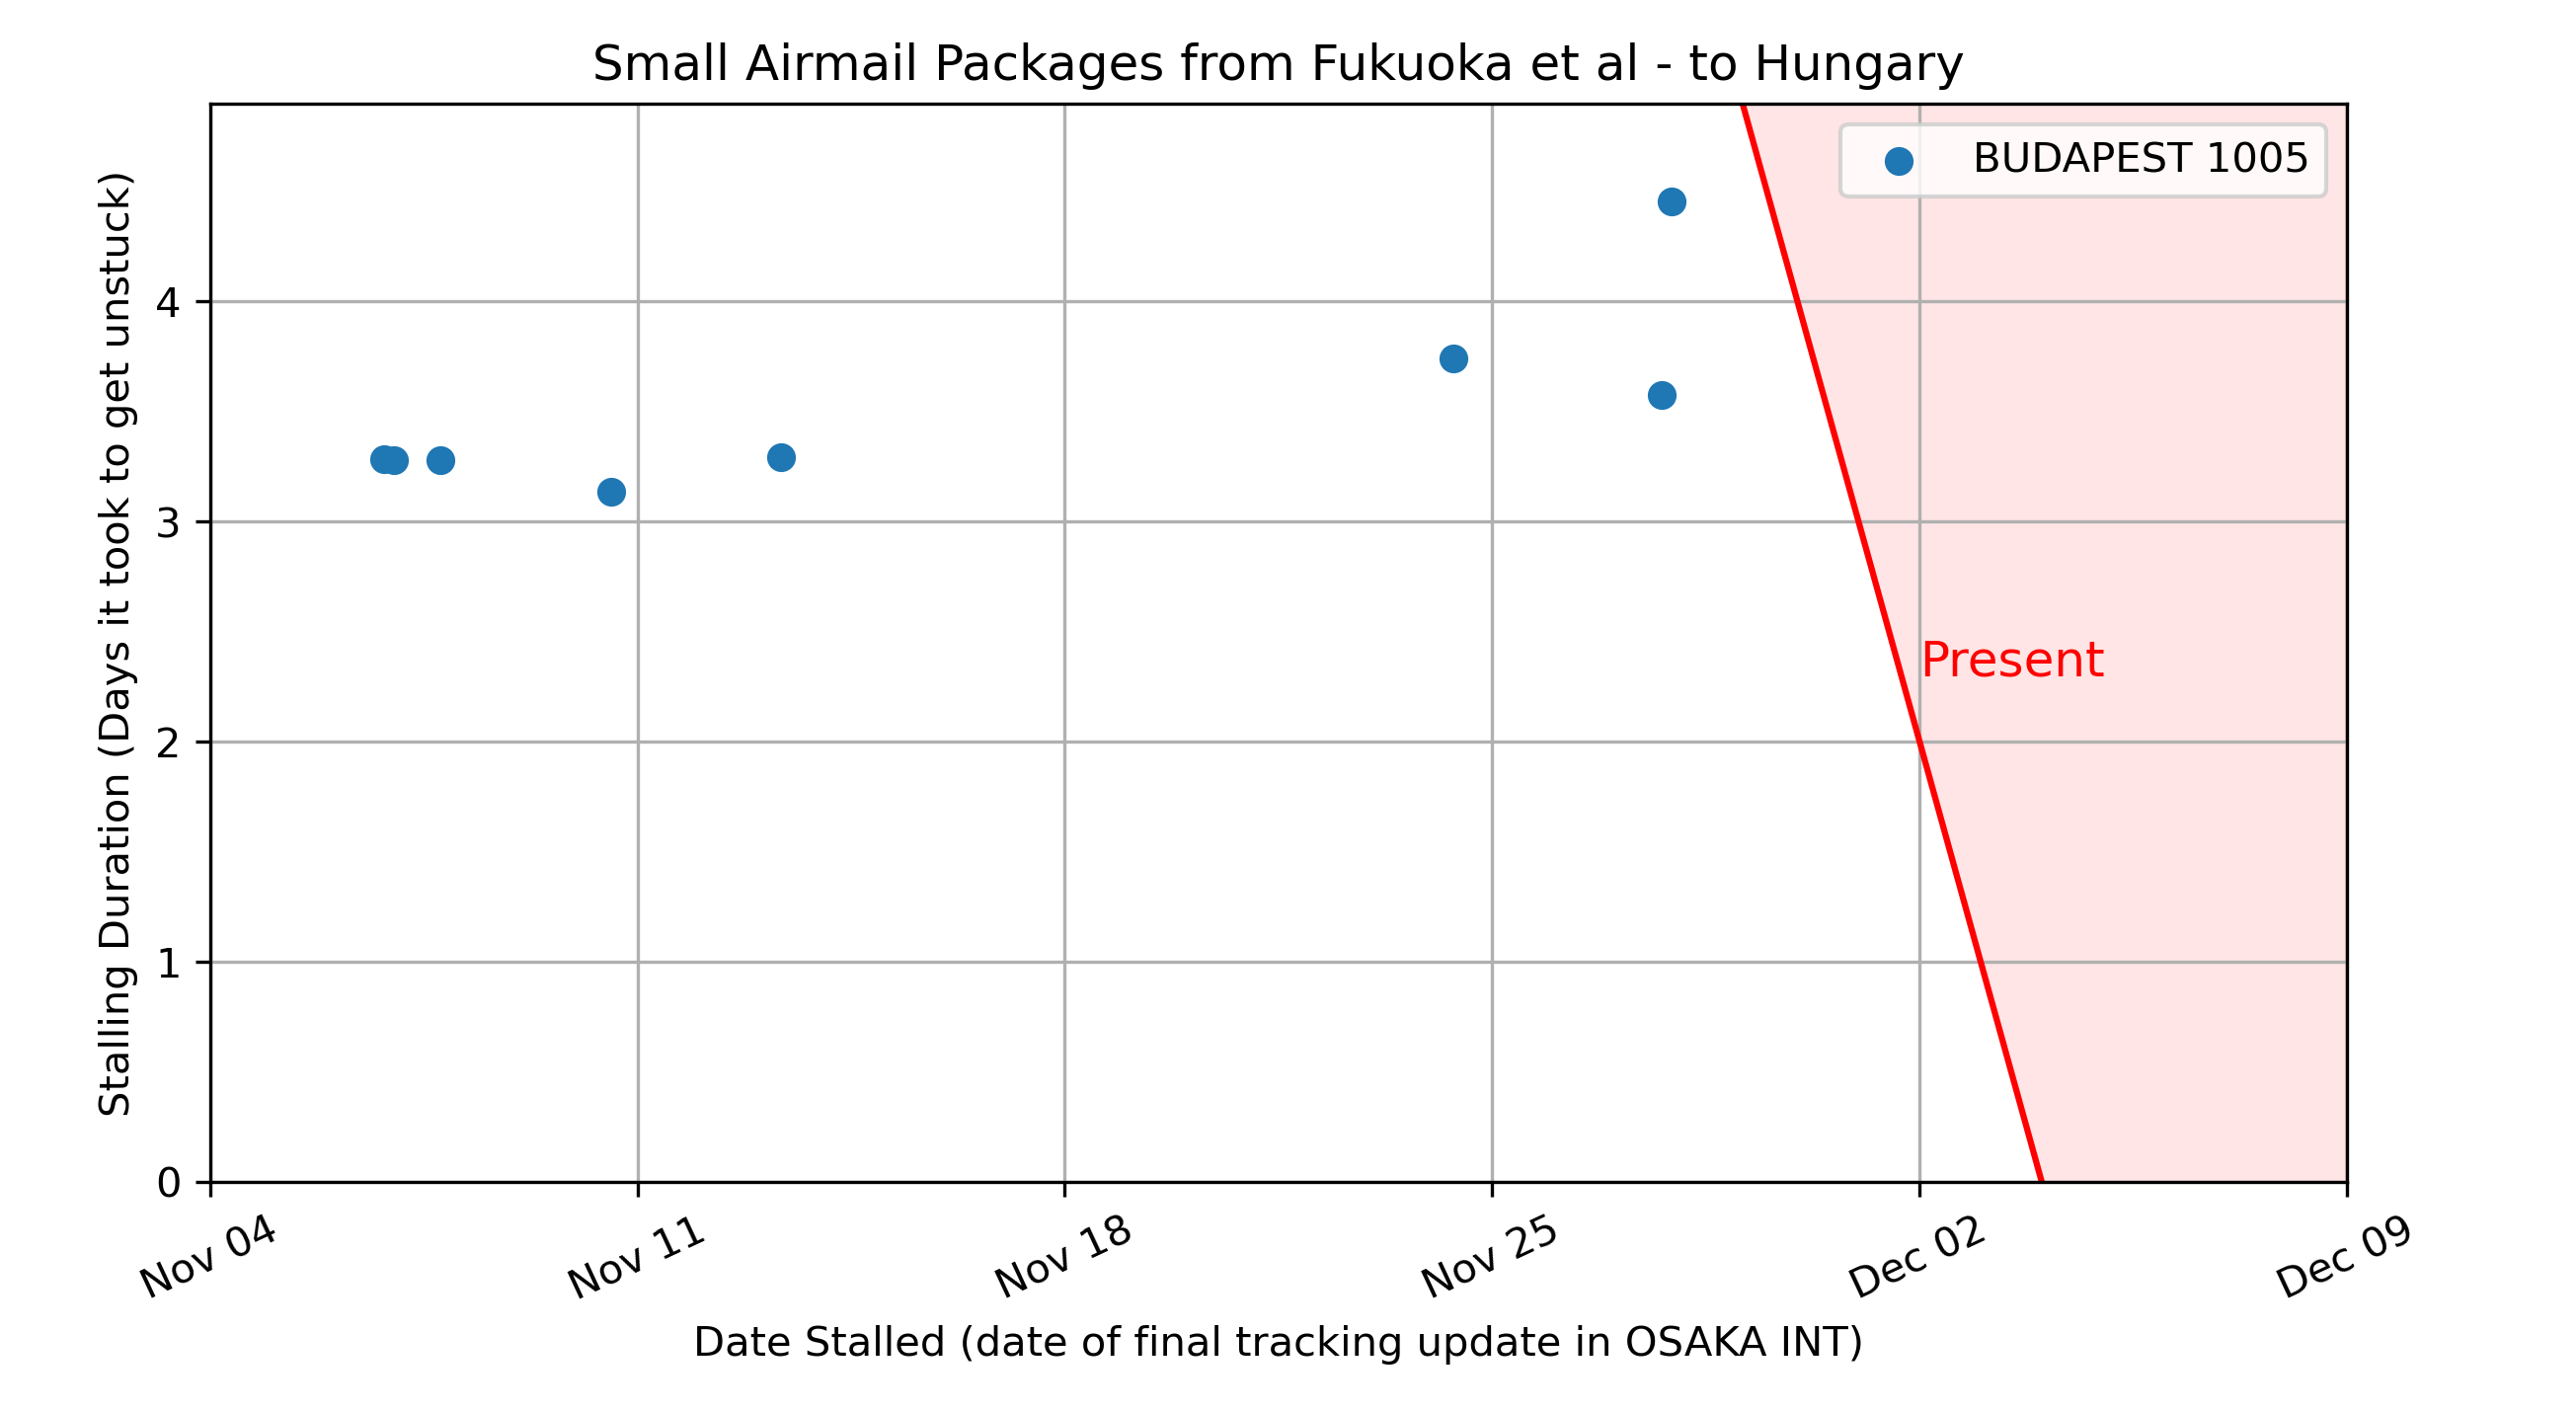 Small Airmail Packages from Fukuoka et al - to Hungary
BUDAPEST 1005
Stalling Duration (Days it took to get unstuck)
4
3
2
1
0
Present
Nov 04
Nov 11
Nov 18
Nov 25
Dec 02
Dec 09
Date Stalled (date of final tracking update in OSAKA INT)